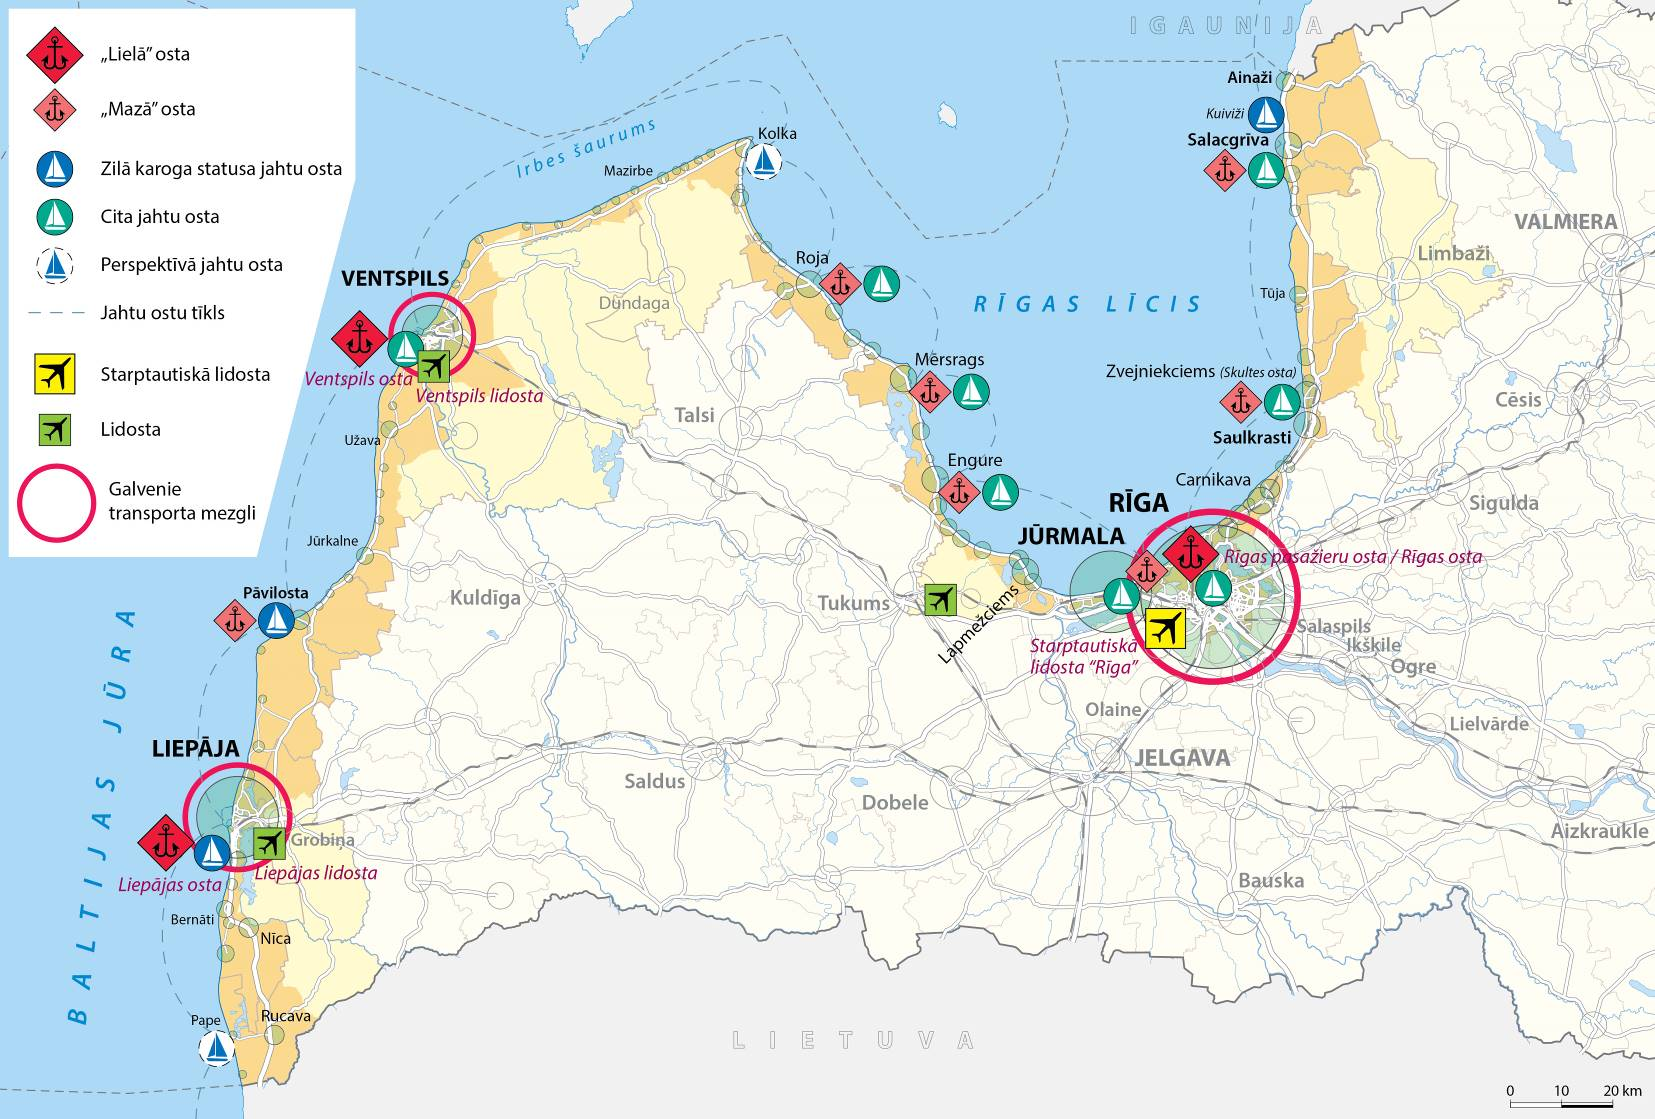 „Lielā” osta
„Mazā” osta
Zilā karoga statusa jahtu osta
Cita jahtu osta
Perspektīvā jahtu osta
Jahtu ostu tīkls
Starptautiskā lidosta
Lidosta
Galvenie
transporta mezgli
IGAUNIJA
Ainaži
Kuiviži
Salacgrīva
Kolka
Irbes šaurums
Mazirbe
VALMIERA
Limbaži
Roja
VENTSPILS
Dundaga
RĪGAS LĪCIS
Tūja
Mērsrags
Zvejniekciems (Skultes osta)
Ventspils osta
Ventspils lidosta
Talsi
Cēsis
Užava
Saulkrasti
Engure
Carnikava
RĪGA
Sigulda
JŪRMALA
Jūrkalne
Rīgas pasažieru osta / Rīgas osta
Pāvilosta
Kuldīga
Tukums
Lapmežciems
Salaspils
Starptautiskā
lidosta “Rīga”
Ikšķile
Ogre
BALTIJAS JŪRA
Olaine
Lielvārde
LIEPĀJA
JELGAVA
Saldus
Dobele
Aizkraukle
Grobiņa
Liepājas osta
Liepājas lidosta
Bauska
Bernāti
Nīca
Pape
Rucava
LIETUVA
0 10 20 km